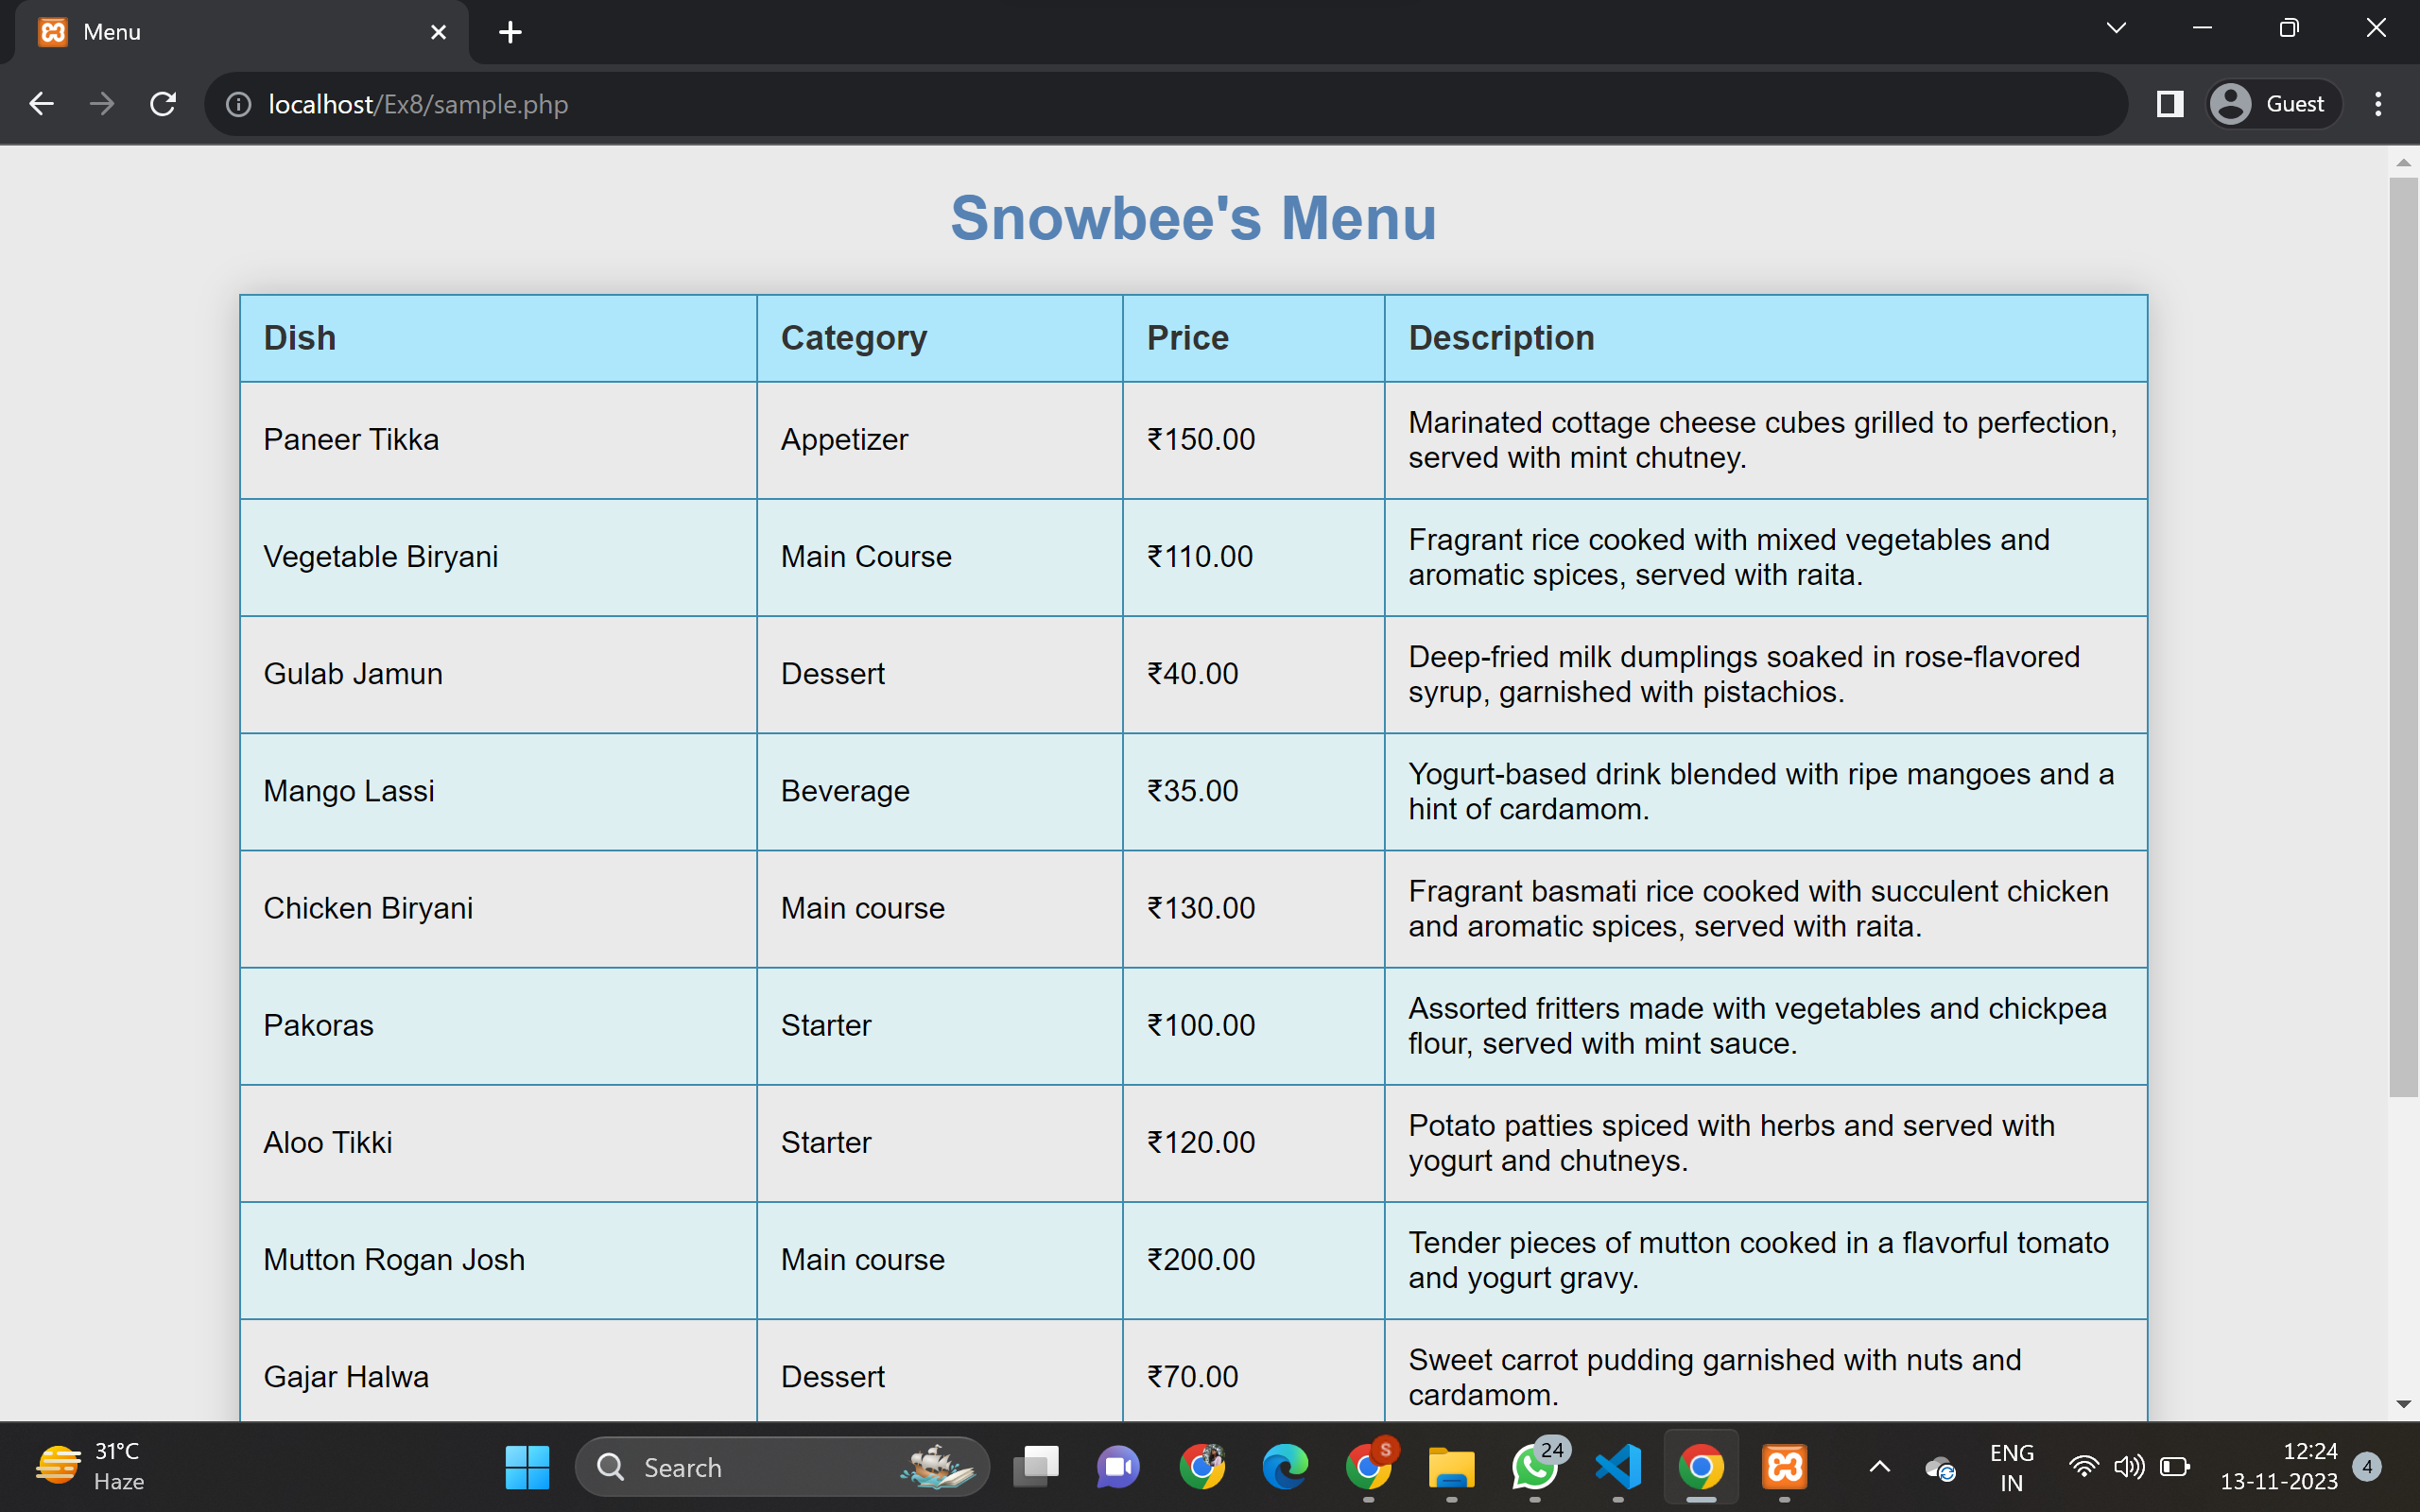 Menu
localhost/Ex8/sample.php
Guest
Snowbee's Menu
Dish Category Price Description
Paneer Tikka Appetizer ₹150.00 Marinated cottage cheese cubes grilled to perfection,
served with mint chutney.
Vegetable Biryani Main Course ₹110.00 Fragrant rice cooked with mixed vegetables and
aromatic spices, served with raita.
Gulab Jamun Dessert ₹40.00 Deep-fried milk dumplings soaked in rose-flavored
syrup, garnished with pistachios.
Mango Lassi Beverage ₹35.00 Yogurt-based drink blended with ripe mangoes and a
hint of cardamom.
Chicken Biryani Main course ₹130.00 Fragrant basmati rice cooked with succulent chicken
and aromatic spices, served with raita.
Pakoras Starter ₹100.00 Assorted fritters made with vegetables and chickpea
flour, served with mint sauce.
Aloo Tikki Starter ₹120.00 Potato patties spiced with herbs and served with
yogurt and chutneys.
Mutton Rogan Josh Main course ₹200.00 Tender pieces of mutton cooked in a flavorful tomato
and yogurt gravy.
Gajar Halwa Dessert ₹70.00 Sweet carrot pudding garnished with nuts and
cardamom.
31°C
Haze
Search
S
24
ENG
IN
12:24
13-11-2023
4